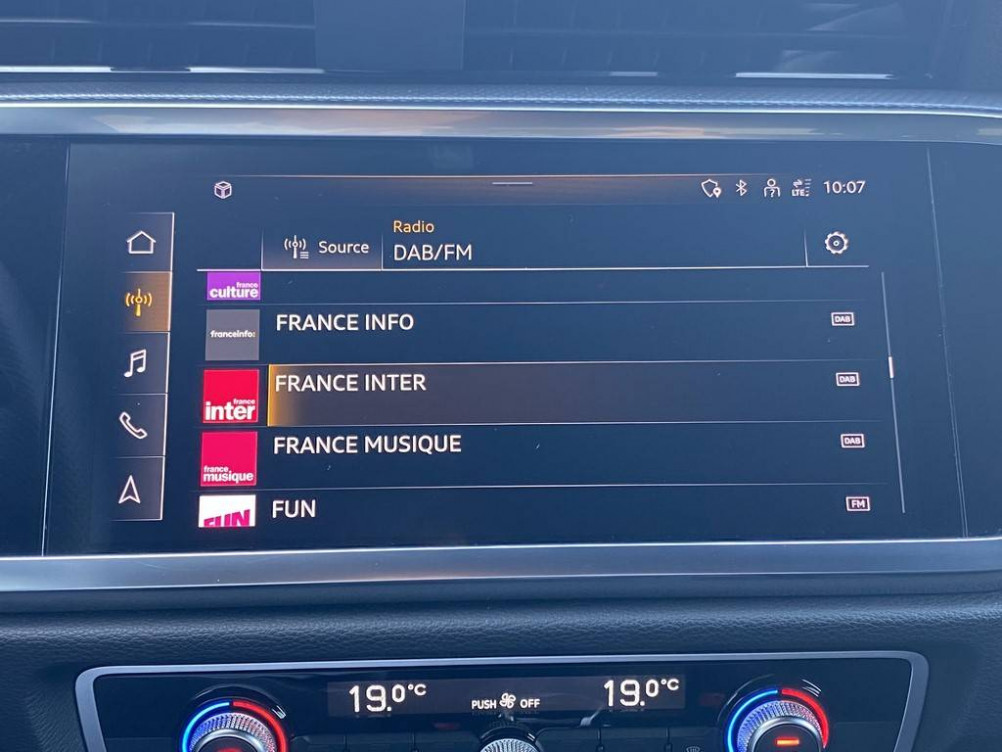 LTE
10:07
Radio
Source
DAB/FM
france
culture
franceinfo:
FRANCE INFO
DAB
france
inter
FRANCE INTER
DAB
france
musique
FRANCE MUSIQUE
DAB
FUN
FUN
FM
19.0°C
PUSH OFF
19.0°C